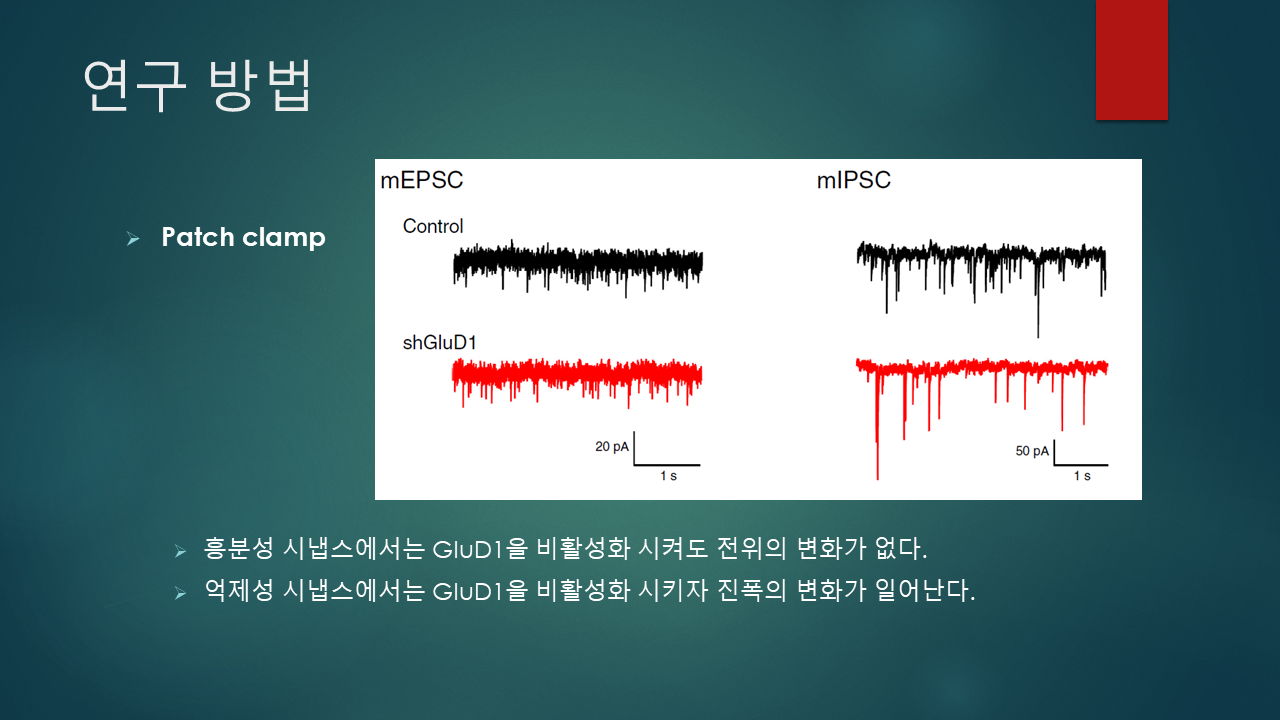 연구 방법
Patch clamp
mEPSC
mIPSC
Control
shGluD1
20 pA
1 s
50 pA
1 s
흥분성 시냅스에서는 GluD1을 비활성화 시켜도 전위의 변화가 없다.
억제성 시냅스에서는 GluD1을 비활성화 시키자 진폭의 변화가 일어난다.